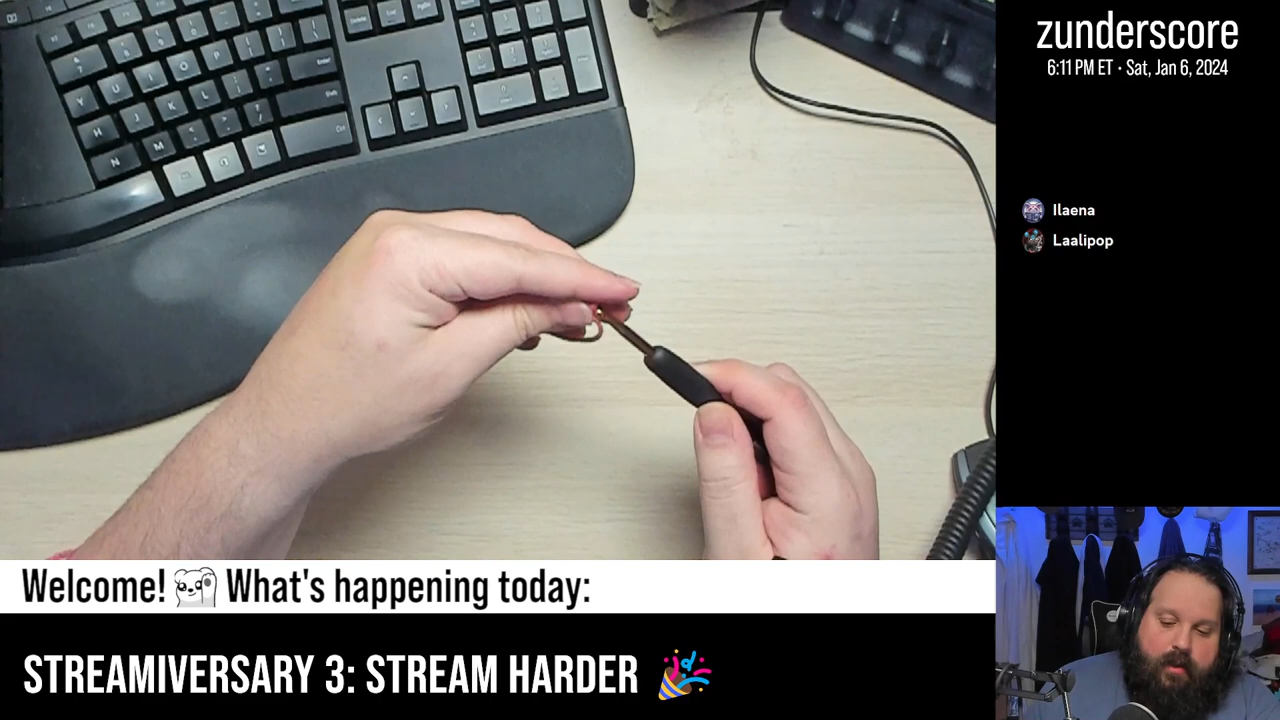 zunderscore
6:11 PM ET · Sat, Jan 6, 2024
Ilaena
Laalipop
Y U I O P
H J K L
N M
Welcome! What's happening today:
STREAMIVERSARY 3: STREAM HARDER